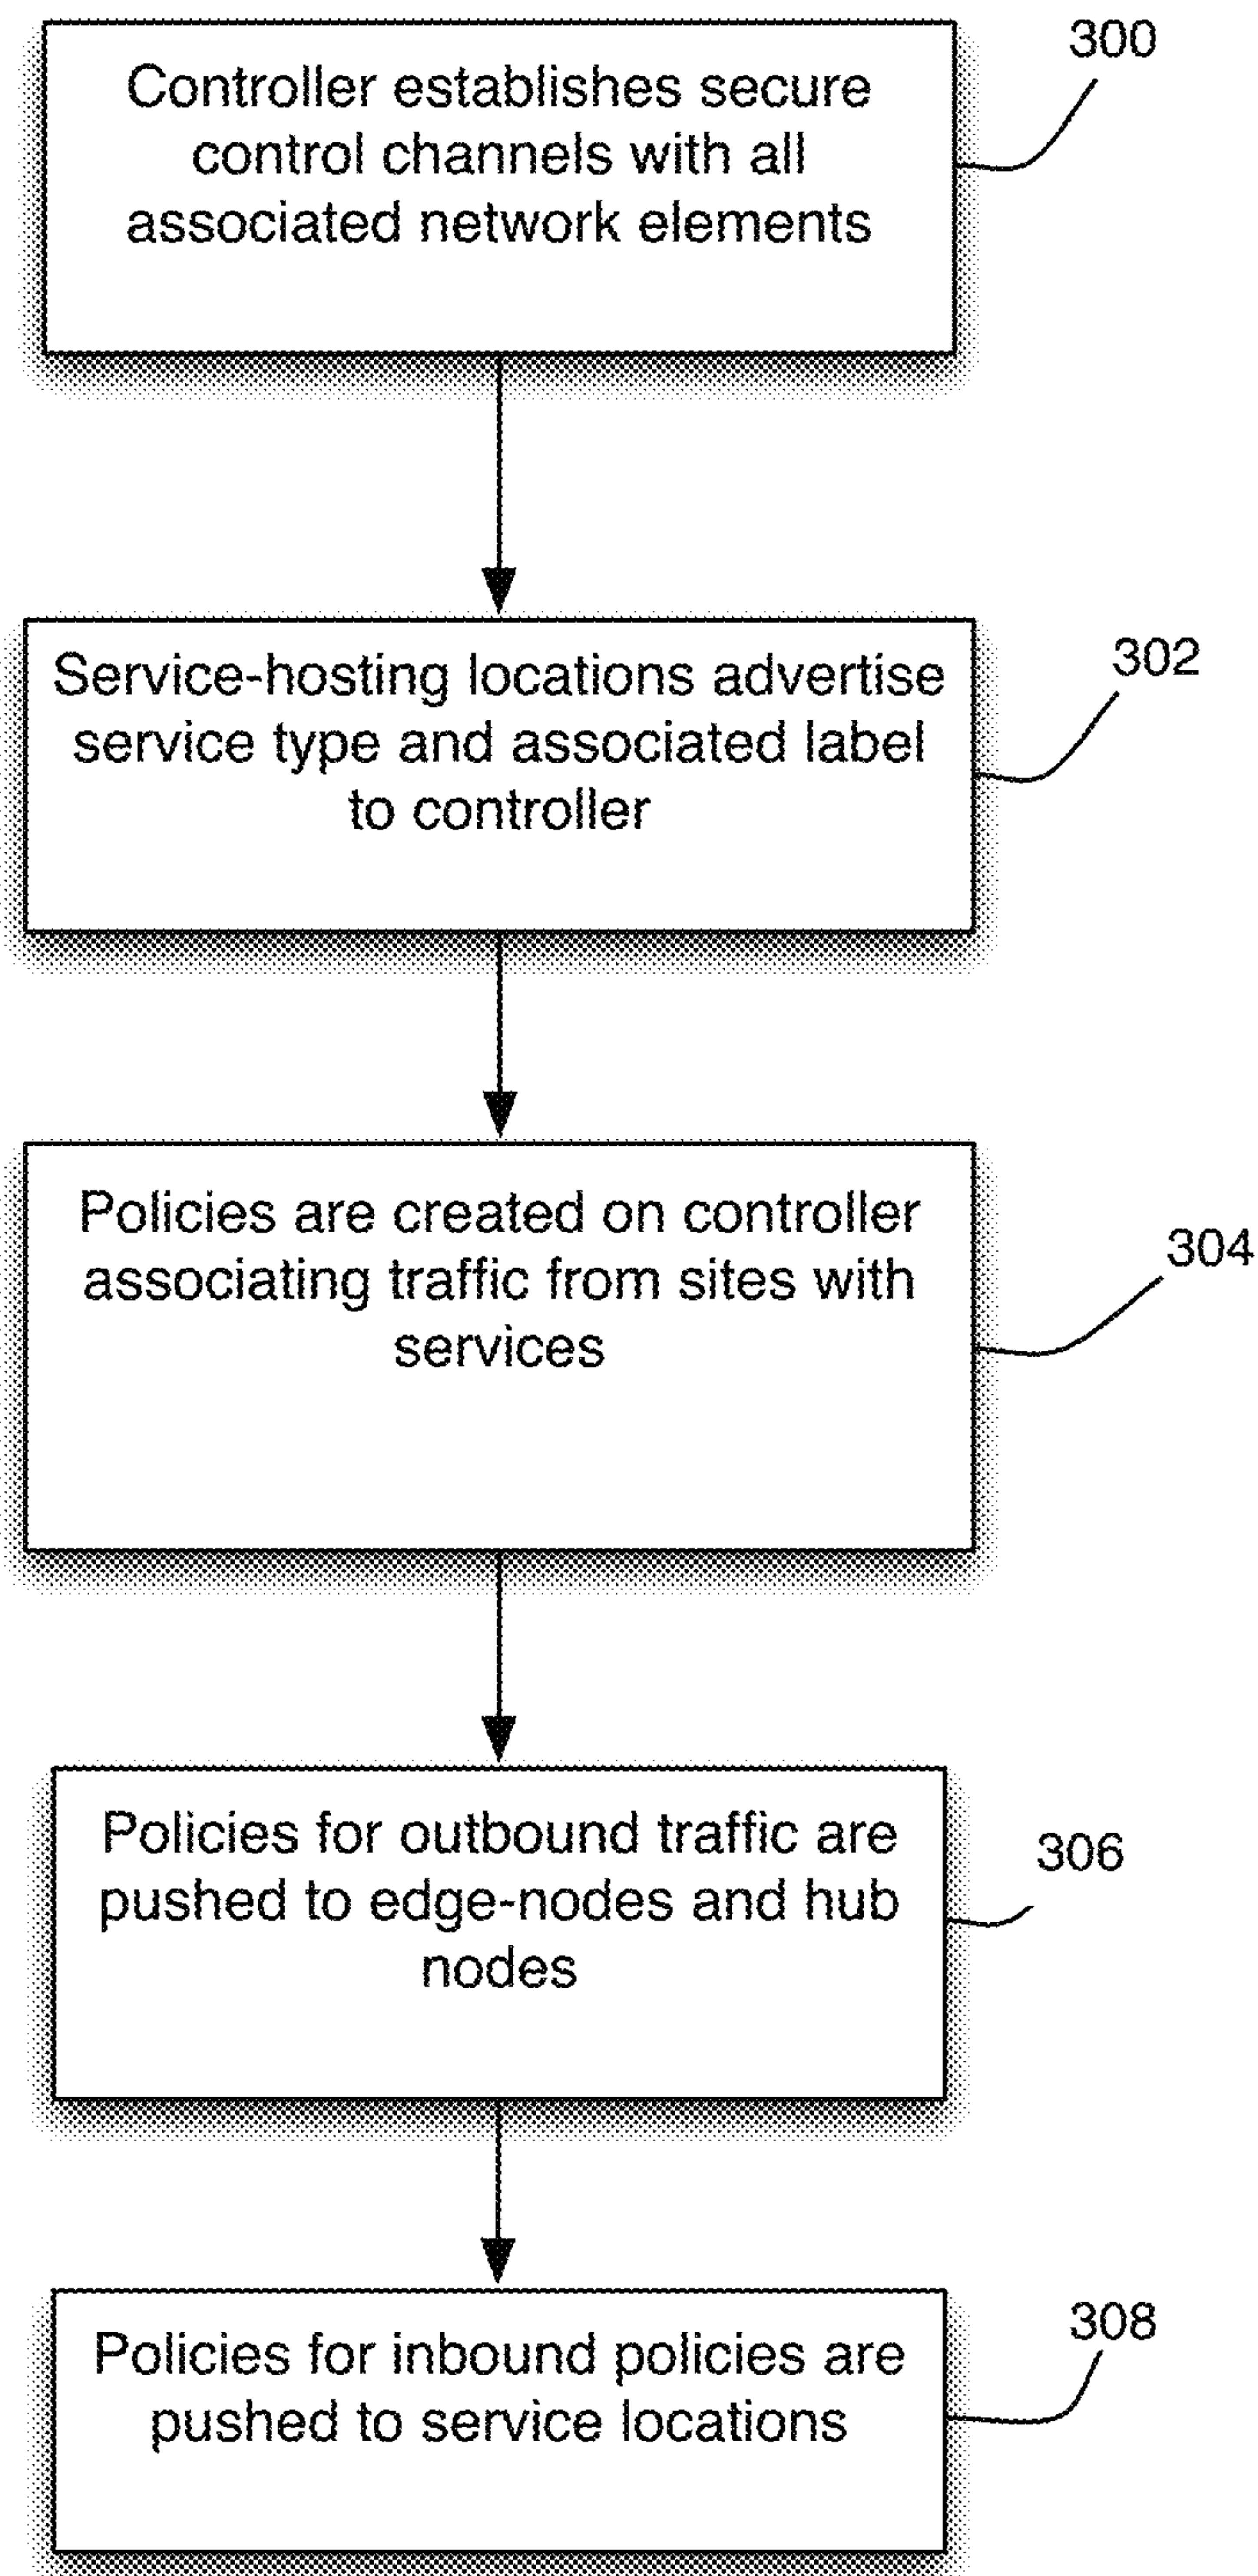 300
Controller establishes secure
control channels with all
associated network elements
302
Service-hosting locations advertise
service type and associated label
to controller
304
Policies are created on controller
associating traffic from sites with
services
306
Policies for outbound traffic are
pushed to edge-nodes and hub
nodes
308
Policies for inbound policies are
pushed to service locations